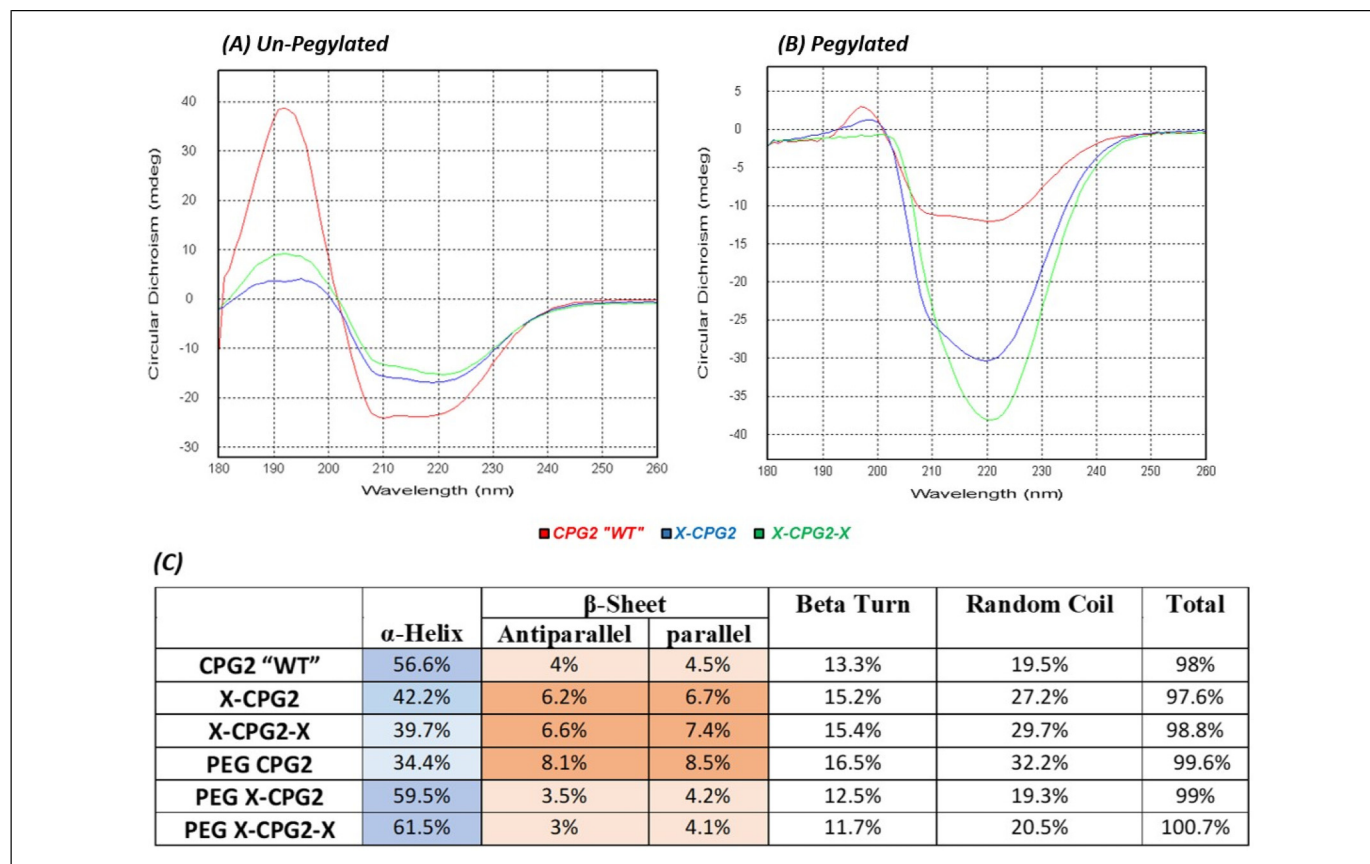 (A) Un-Pegylated
(B) Pegylated
Circular Dichroism (mdeg)
40
30
20
10
0
-10
-20
-30
180 190 200 210 220 230 240 250 260
Wavelength (nm)
Circular Dichroism (mdeg)
5
0
-5
-10
-15
-20
-25
-30
-35
-40
180 190 200 210 220 230 240 250 260
Wavelength (nm)
CPG2 "WT" X-CPG2 X-CPG2-X
(C)
α-Helix β-Sheet Beta Turn Random Coil Total
Antiparallel parallel
CPG2 “WT” 56.6% 4% 4.5% 13.3% 19.5% 98%
X-CPG2 42.2% 6.2% 6.7% 15.2% 27.2% 97.6%
X-CPG2-X 39.7% 6.6% 7.4% 15.4% 29.7% 98.8%
PEG CPG2 34.4% 8.1% 8.5% 16.5% 32.2% 99.6%
PEG X-CPG2 59.5% 3.5% 4.2% 12.5% 19.3% 99%
PEG X-CPG2-X 61.5% 3% 4.1% 11.7% 20.5% 100.7%